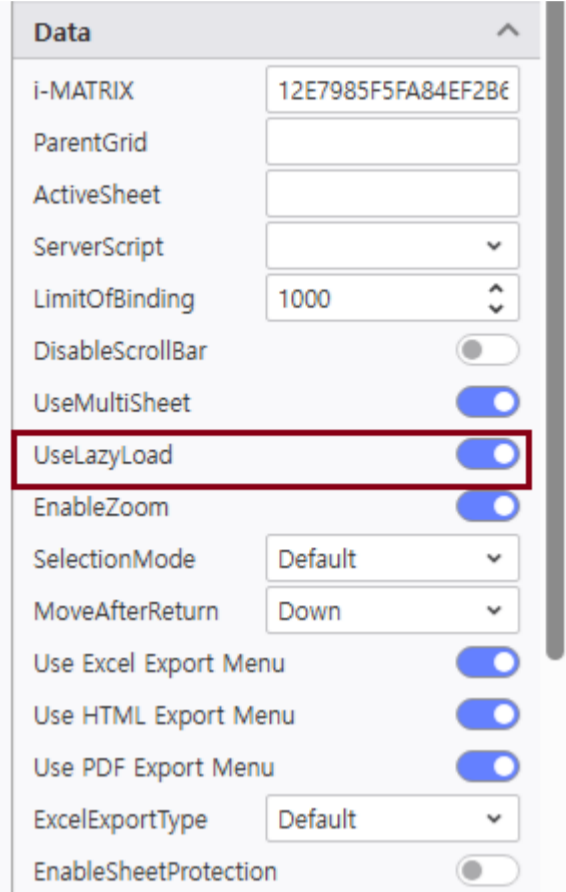 Data
i-MATRIX 12E7985F5FA84EF2B6
ParentGrid
ActiveSheet
ServerScript
LimitOfBinding 1000
DisableScrollBar
UseMultiSheet
UseLazyLoad
EnableZoom
SelectionMode Default
MoveAfterReturn Down
Use Excel Export Menu
Use HTML Export Menu
Use PDF Export Menu
ExcelExportType Default
EnableSheetProtection